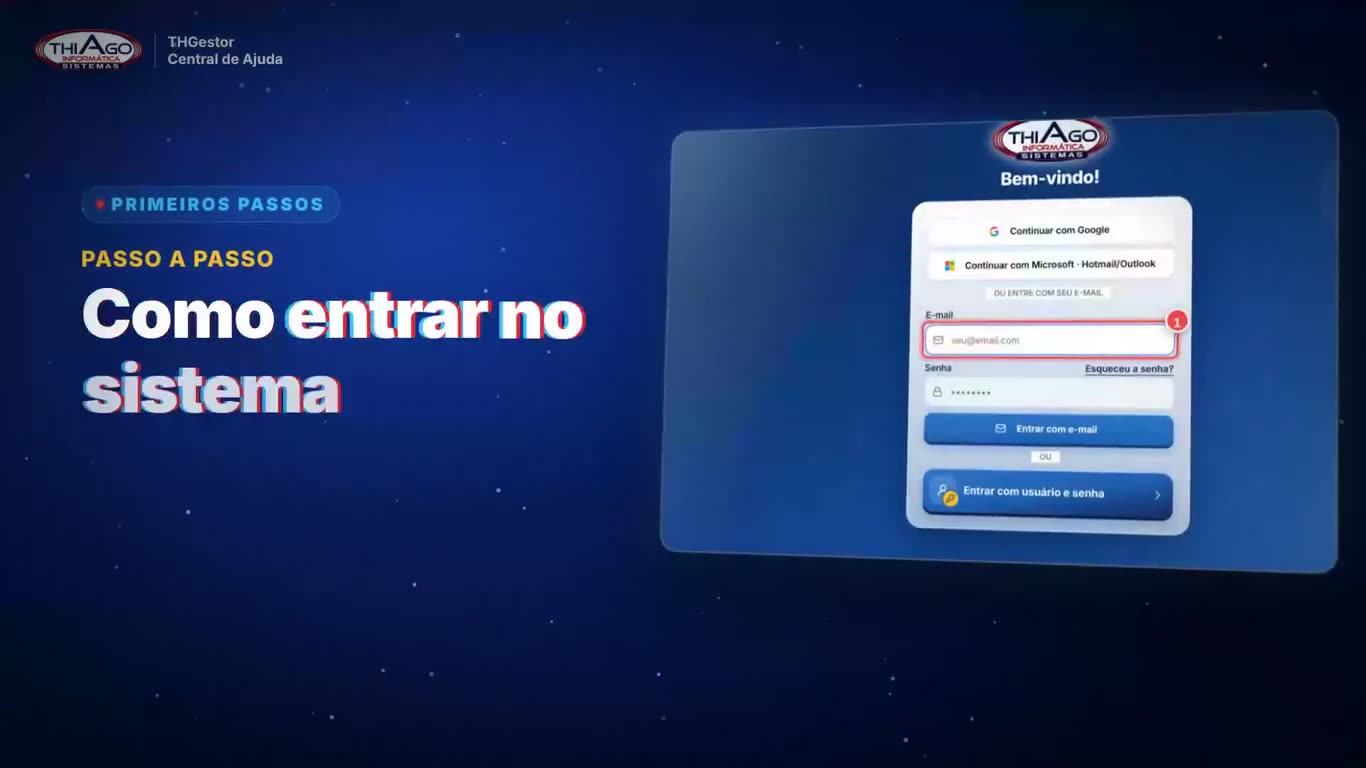 THIAGO
INFORMÁTICA
SISTEMAS
THGestor
Central de Ajuda
PRIMEIROS PASSOS
PASSO A PASSO
Como entrar no
sistema
THIAGO
INFORMÁTICA
SISTEMAS
Bem-vindo!
Continuar com Google
Continuar com Microsoft · Hotmail/Outlook
OU ENTRE COM SEU E-MAIL
E-mail
1
seu@email.com
Senha Esqueceu a senha?
Entrar com e-mail
OU
Entrar com usuário e senha